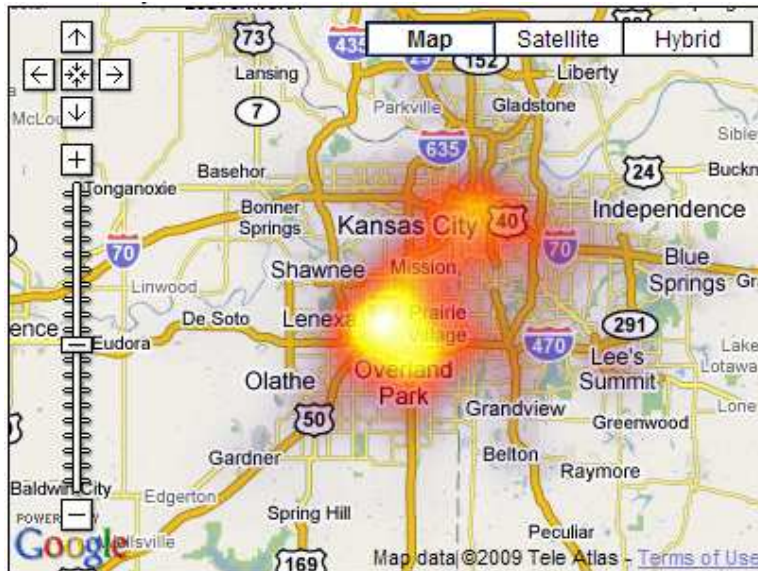 73
435
Map
Satellite
Hybrid
29
152
Lansing
Liberty
Parkville
Gladstone
7
635
Basehor
24
Tonganoxie
Bonner
Springs
Kansas City
40
Independence
70
70
Blue
Springs
Shawnee
Mission
Linwood
De Soto
Lenexa
Prairie
Village
291
Eudora
470
Lee's
Summit
Overland
Park
Olathe
50
Grandview
Greenwood
Gardner
Belton
Raymore
Baldwin City
Edgerton
Spring Hill
Peculiar
POWERED BY
Google
169
Map data ©2009 Tele Atlas - Terms of Use